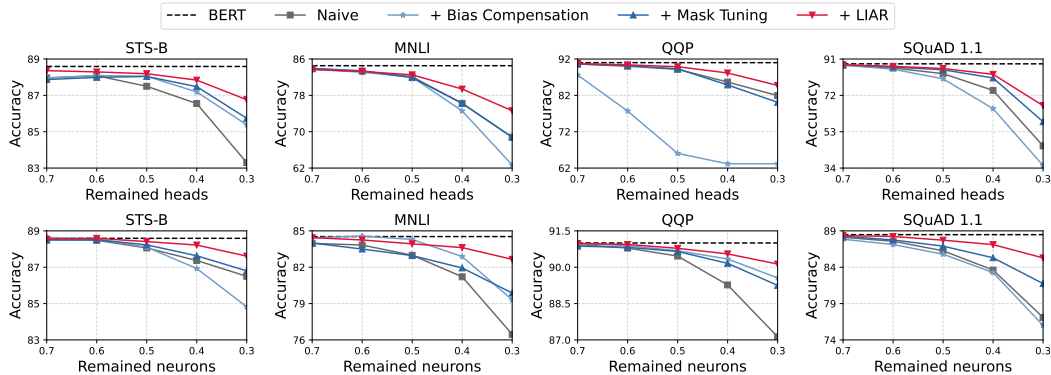 BERT Naive + Bias Compensation + Mask Tuning + LIAR
STS-B MNLI QQP SQuAD 1.1
Accuracy
89
87
85
83
0.7 0.6 0.5 0.4 0.3
Remained heads
Accuracy
86
78
70
62
0.7 0.6 0.5 0.4 0.3
Remained heads
Accuracy
92
82
72
62
0.7 0.6 0.5 0.4 0.3
Remained heads
Accuracy
91
72
53
34
0.7 0.6 0.5 0.4 0.3
Remained heads
STS-B MNLI QQP SQuAD 1.1
Accuracy
89
87
85
83
0.7 0.6 0.5 0.4 0.3
Remained neurons
Accuracy
85
82
79
76
0.7 0.6 0.5 0.4 0.3
Remained neurons
Accuracy
91.5
90.0
88.5
87.0
0.7 0.6 0.5 0.4 0.3
Remained neurons
Accuracy
89
84
79
74
0.7 0.6 0.5 0.4 0.3
Remained neurons